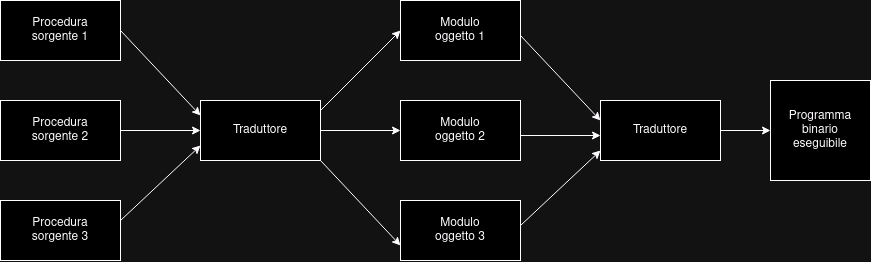 Procedura
sorgente 1
Modulo
oggetto 1
Procedura
sorgente 2
Traduttore
Modulo
oggetto 2
Traduttore
Programma
binario
eseguibile
Procedura
sorgente 3
Modulo
oggetto 3